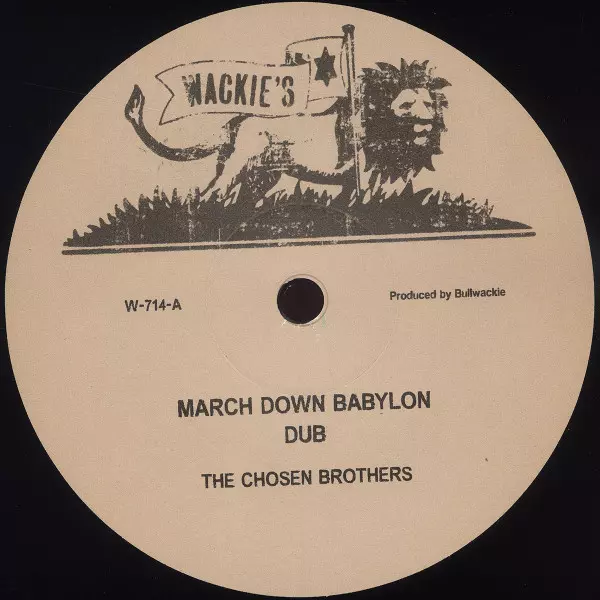 WACKIE'S
W-714-A
Produced by Bullwackie
MARCH DOWN BABYLON
DUB
THE CHOSEN BROTHERS